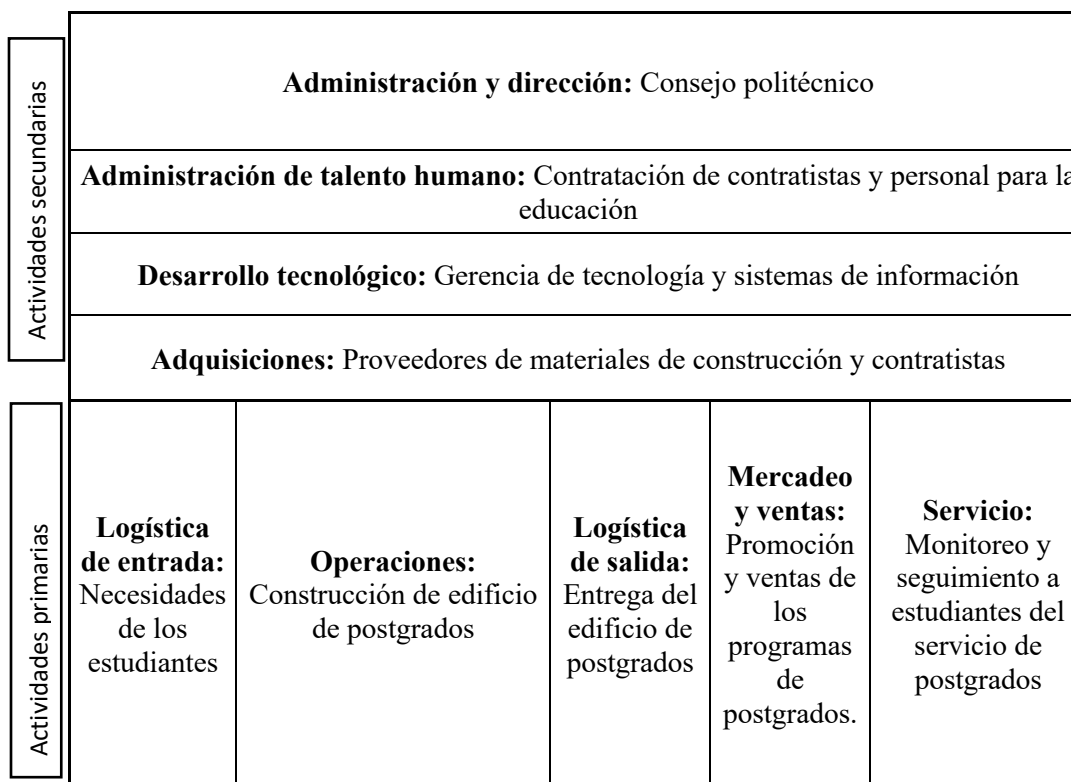 Actividades secundarias
Administración y dirección: Consejo politécnico
Administración de talento humano: Contratación de contratistas y personal para la
educación
Desarrollo tecnológico: Gerencia de tecnología y sistemas de información
Adquisiciones: Proveedores de materiales de construcción y contratistas
Actividades primarias
Logística
de entrada:
Necesidades
de los
estudiantes
Operaciones:
Construcción de edificio
de postgrados
Logística
de salida:
Entrega del
edificio de
postgrados
Mercadeo
y ventas:
Promoción
y ventas de
los
programas
de
postgrados.
Servicio:
Monitoreo y
seguimiento a
estudiantes del
servicio de
postgrados